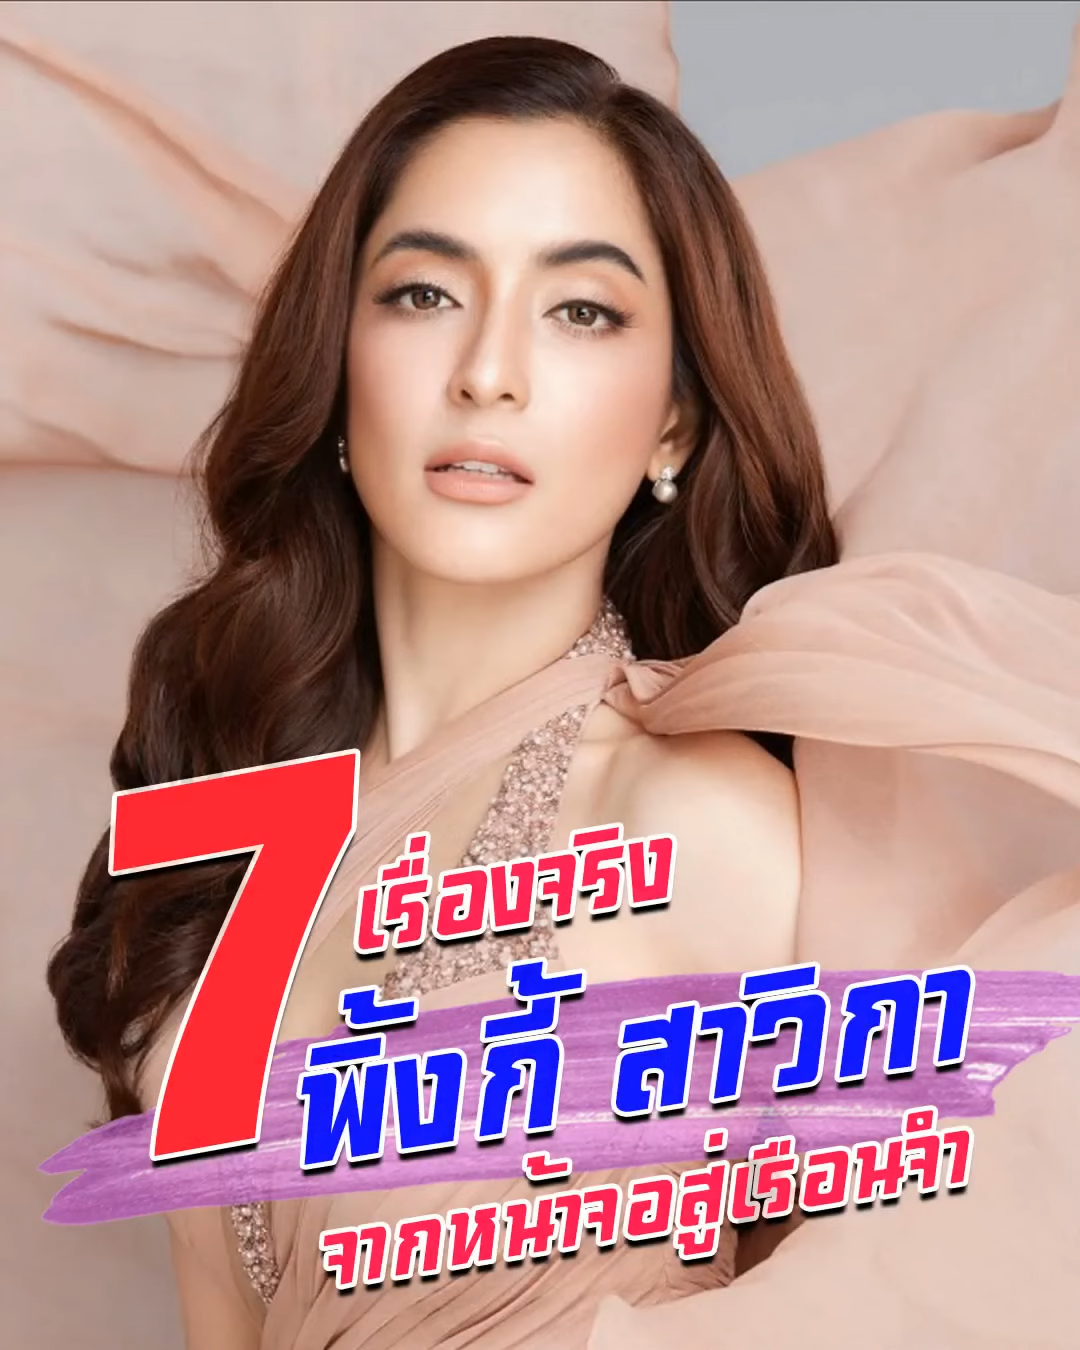 7 เรื่องจริง
พิ้งกี้ สาวิกา
จากหน้าจอสู่เรือนจำ